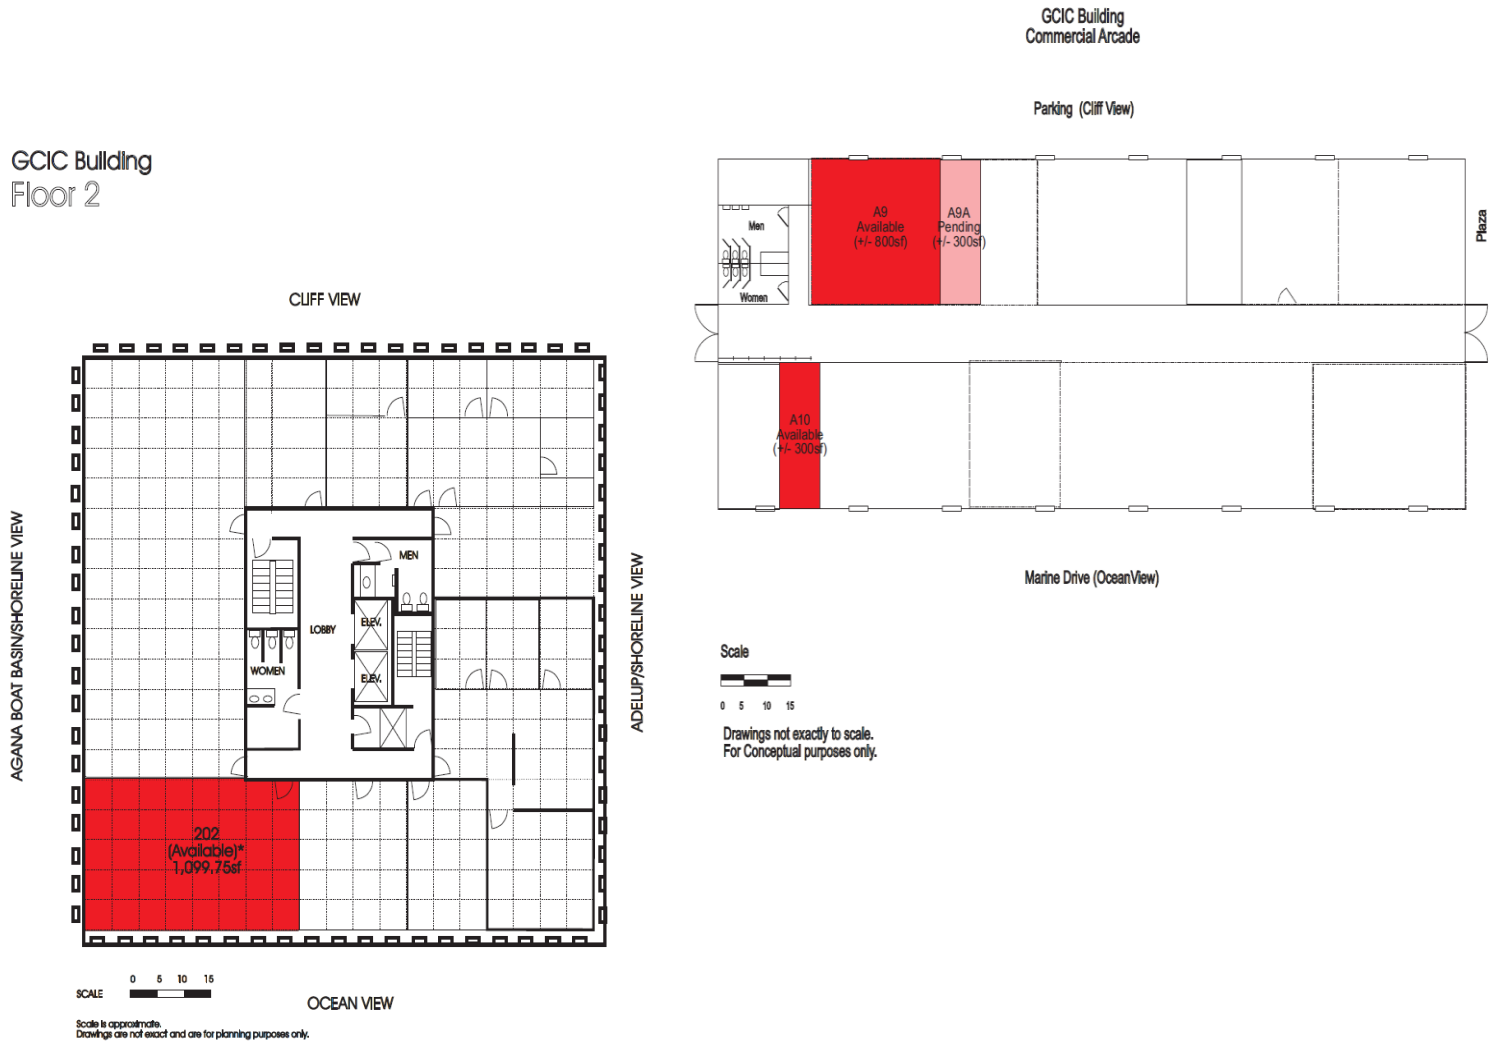 GCIC Building
Floor 2
CLIFF VIEW
AGANA BOAT BASIN/SHORELINE VIEW
ADELUP/SHORELINE VIEW
MEN
LOBBY
ELEV.
WOMEN
ELEV.
202
(Available)*
1,099.75sf
SCALE
0 5 10 15
OCEAN VIEW
Scale is approximate.
Drawings are not exact and are for planning purposes only.
GCIC Building
Commercial Arcade
Parking (Cliff View)
Men
Women
A9
Available
(+/- 800sf)
A9A
Pending
(+/- 300sf)
Plaza
A10
Available
(+/- 300sf)
Marine Drive (OceanView)
Scale
0 5 10 15
Drawings not exactly to scale.
For Conceptual purposes only.